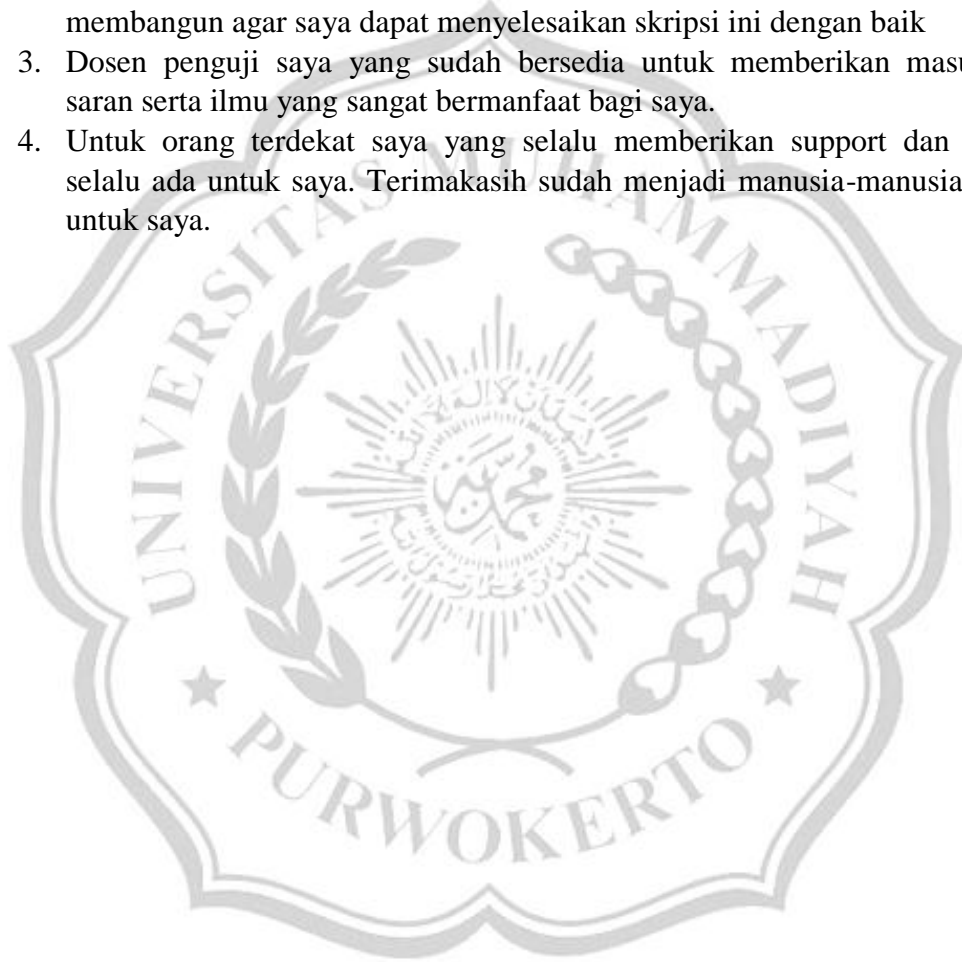 membangun agar saya dapat menyelesaikan skripsi ini dengan baik
3. Dosen penguji saya yang sudah bersedia untuk memberikan
saran serta ilmu yang sangat bermanfaat bagi saya.
4. Untuk orang terdekat saya yang selalu memberikan support dan
selalu ada untuk saya. Terimakasih sudah menjadi manusia-manusia
untuk saya.
UNIVERSITAS MUHAMMADIYAH
محمد
PURWOKERTO